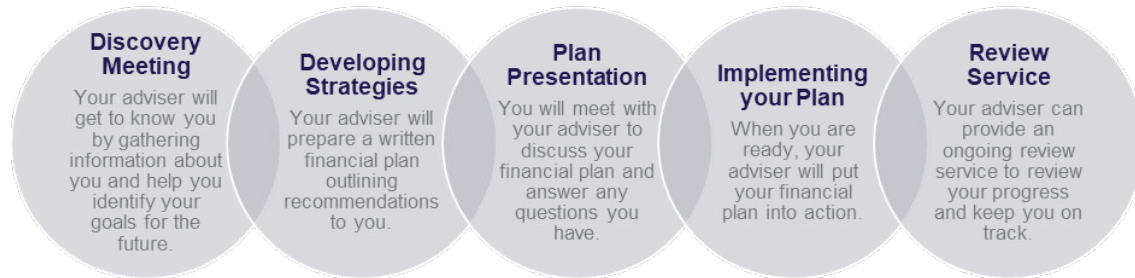 Discovery
Meeting
Your adviser will
get to know you
by gathering
information about
you and help you
identify your
goals for the
future.
Developing
Strategies
Your adviser will
prepare a written
financial plan
outlining
recommendations
to you.
Plan
Presentation
You will meet with
your adviser to
discuss your
financial plan and
answer any
questions you
have.
Implementing
your Plan
When you are
ready, your
adviser will put
your financial
plan into action.
Review
Service
Your adviser can
provide an
ongoing review
service to review
your progress
and keep you on
track.